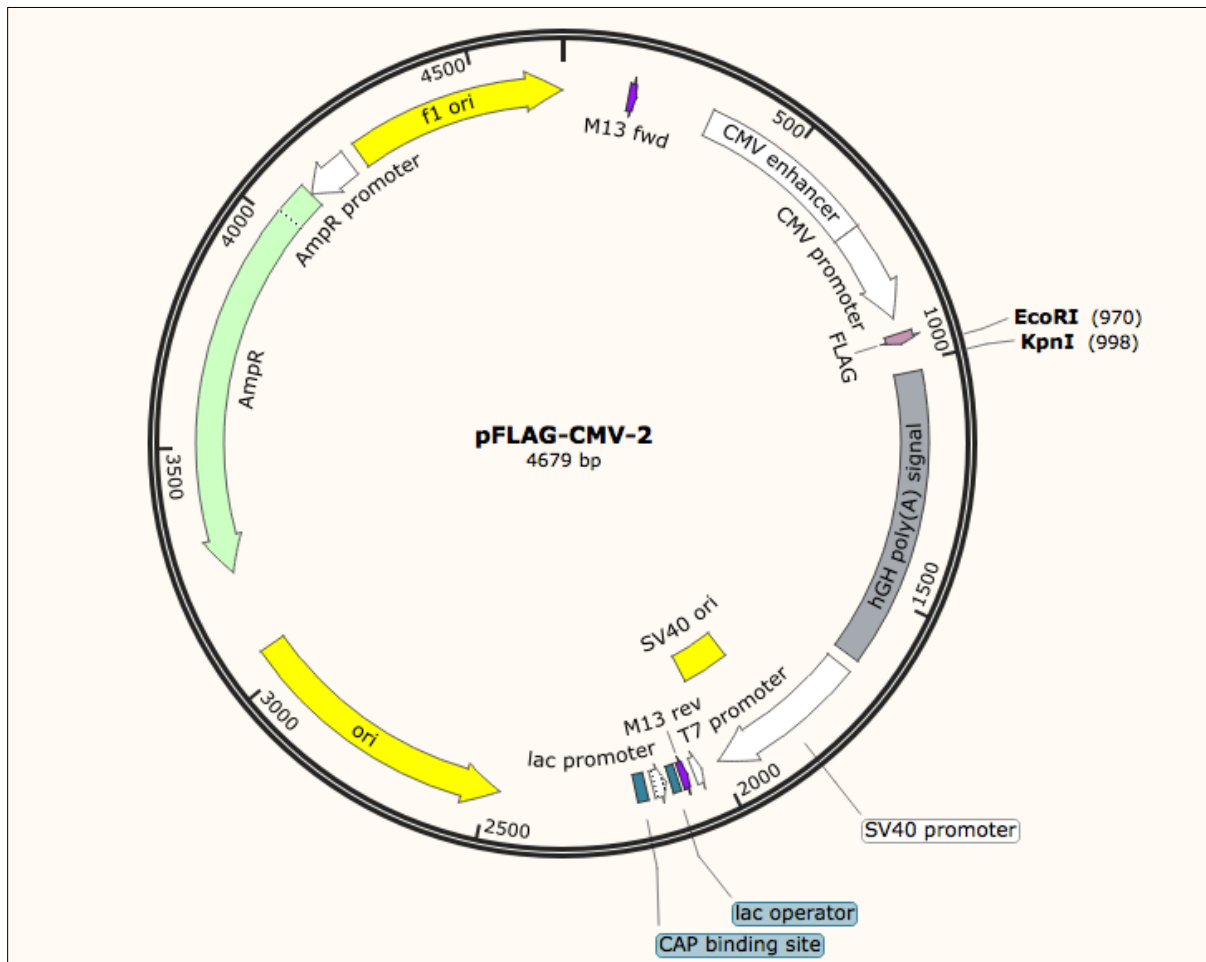 4500
f1 ori
M13 fwd
500
CMV enhancer
CMV promoter
AmpR promoter
4000
FLAG
1000
EcoRI (970)
KpnI (998)
AmpR
pFLAG-CMV-2
4679 bp
3500
hGH poly(A) signal
1500
SV40 ori
M13 rev
T7 promoter
lac promoter
3000
ori
2000
2500
SV40 promoter
lac operator
CAP binding site